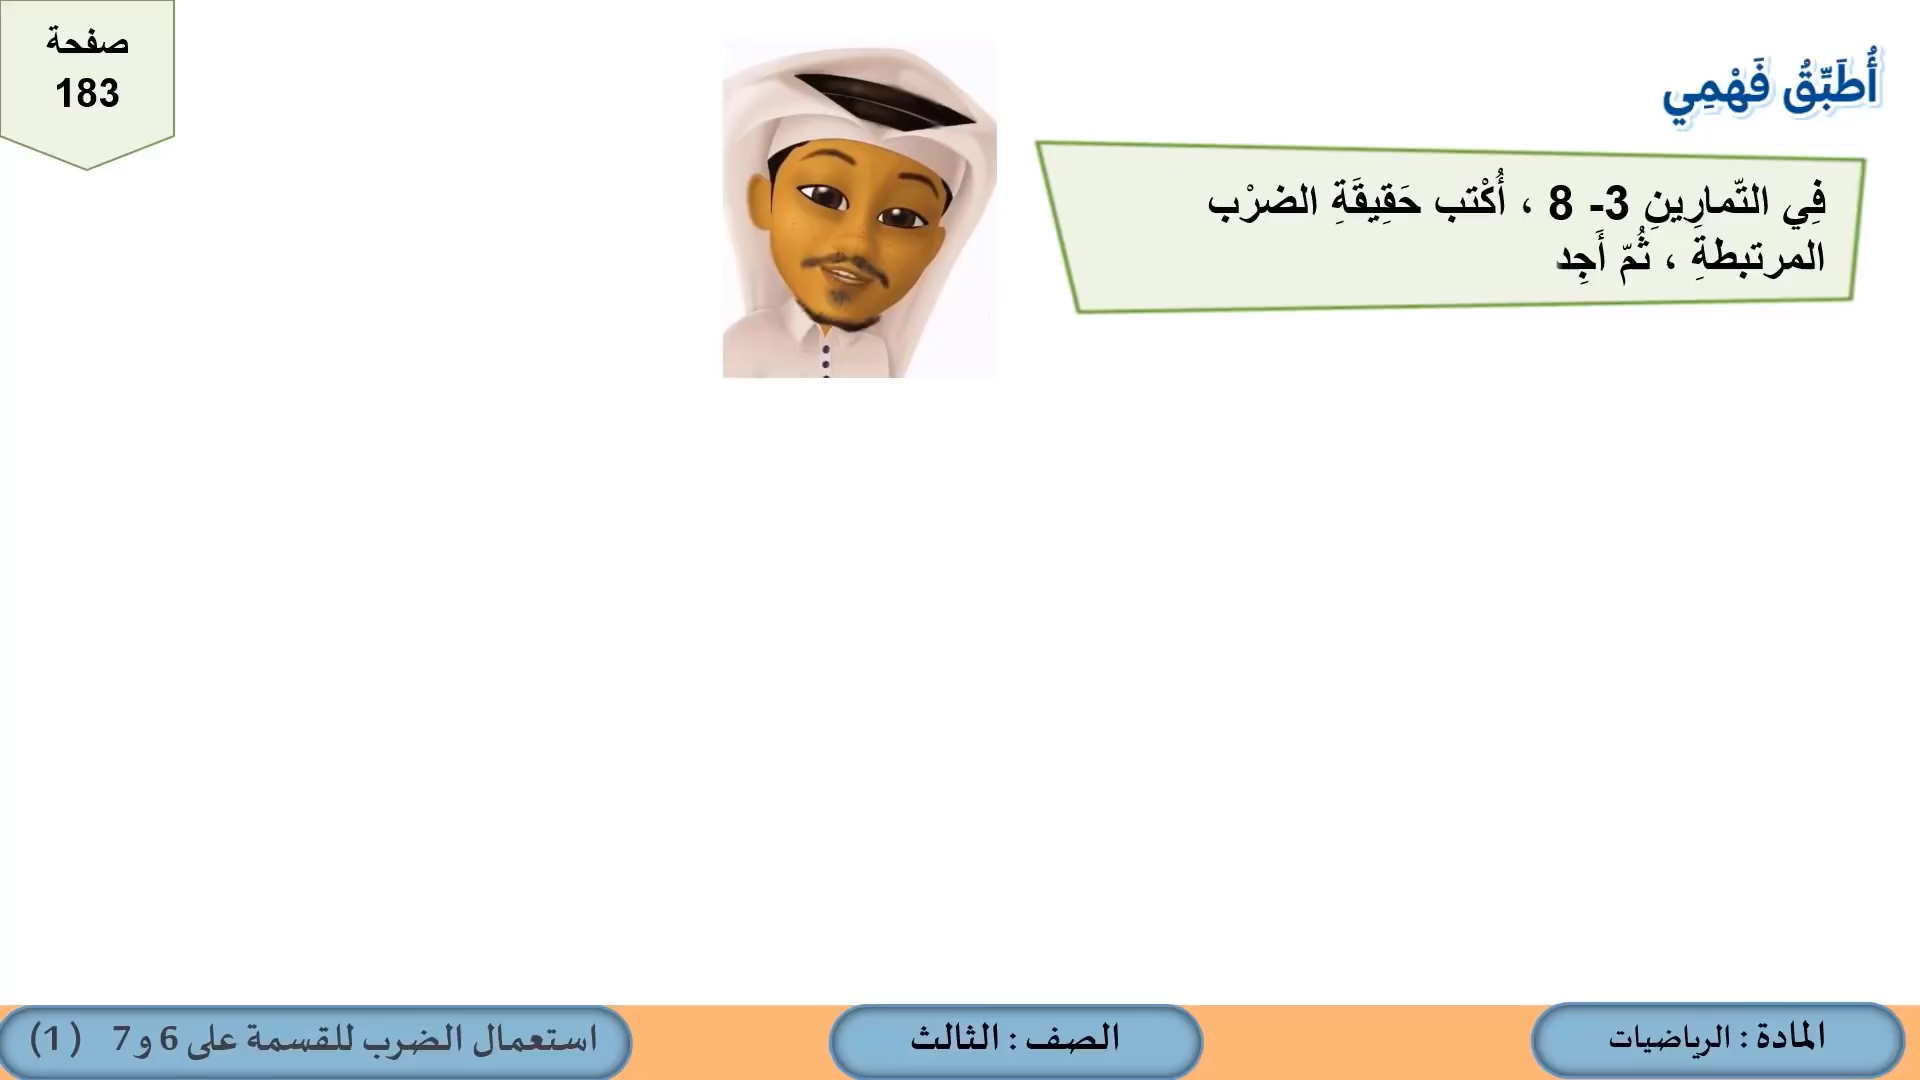 صفحة
183
أُطَبِّقُ فَهْمِي
فِي التّمارِينِ 3- 8 ، أُكْتب حَقِيقَةِ الضرْب
المرتبطةِ ، ثُمّ أَجِد
المادة : الرياضيات
الصف : الثالث
استعمال الضرب للقسمة على 6 و 7 (1)